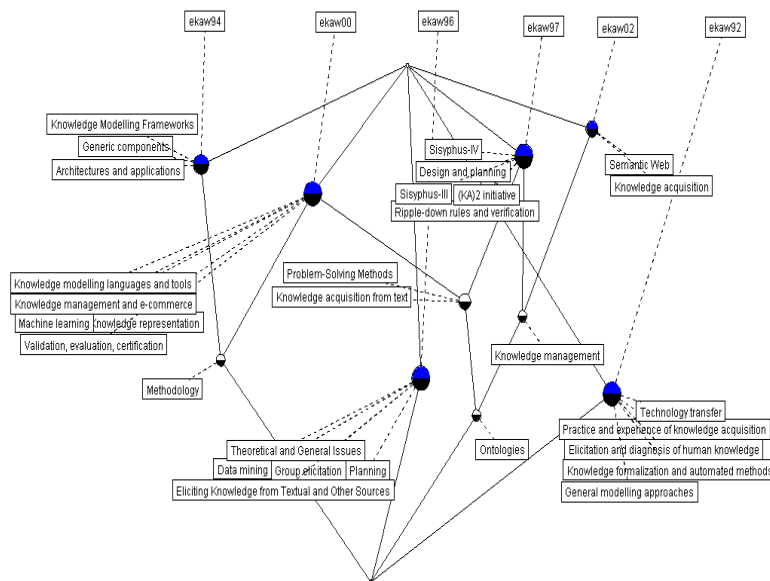 ekaw94
ekaw00
ekaw96
ekaw97
ekaw02
ekaw92
Knowledge Modelling Frameworks
Generic components
Architectures and applications
Sisyphus-IV
Design and planning
Sisyphus-III
(KA)2 initiative
Ripple-down rules and verification
Semantic Web
Knowledge acquisition
Knowledge modelling languages and tools
Knowledge management and e-commerce
Machine learning
Knowledge representation
Validation, evaluation, certification
Problem-Solving Methods
Knowledge acquisition from text
Knowledge management
Methodology
Technology transfer
Practice and experience of knowledge acquisition
Elicitation and diagnosis of human knowledge
Knowledge formalization and automated methods
General modelling approaches
Theoretical and General Issues
Data mining
Group elicitation
Planning
Eliciting Knowledge from Textual and Other Sources
Ontologies